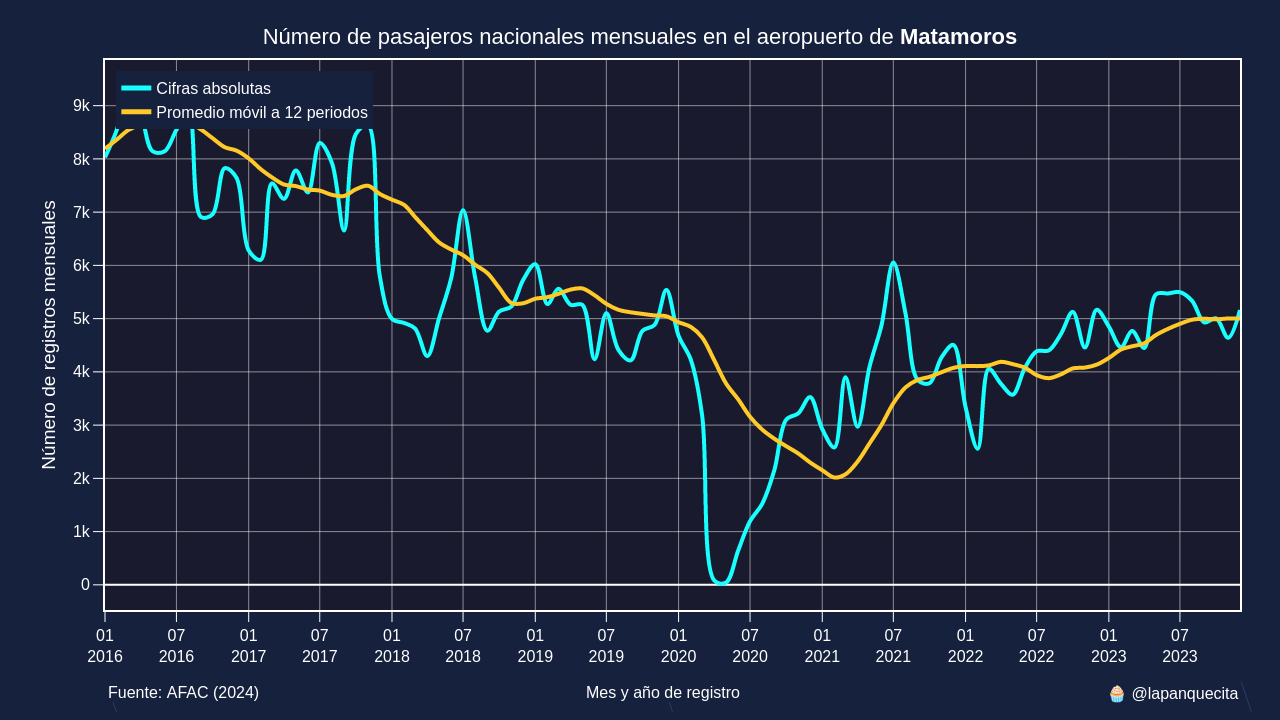 Número de pasajeros nacionales mensuales en el aeropuerto de Matamoros
Cifras absolutas
Promedio móvil a 12 periodos
Número de registros mensuales
9k
8k
7k
6k
5k
4k
3k
2k
1k
0
01 07 01 07 01 07 01 07 01 07 01 07 01 07 01 07
2016 2016 2017 2017 2018 2018 2019 2019 2020 2020 2021 2021 2022 2022 2023 2023
Fuente: AFAC (2024)
Mes y año de registro
🧁 @lapanquecita